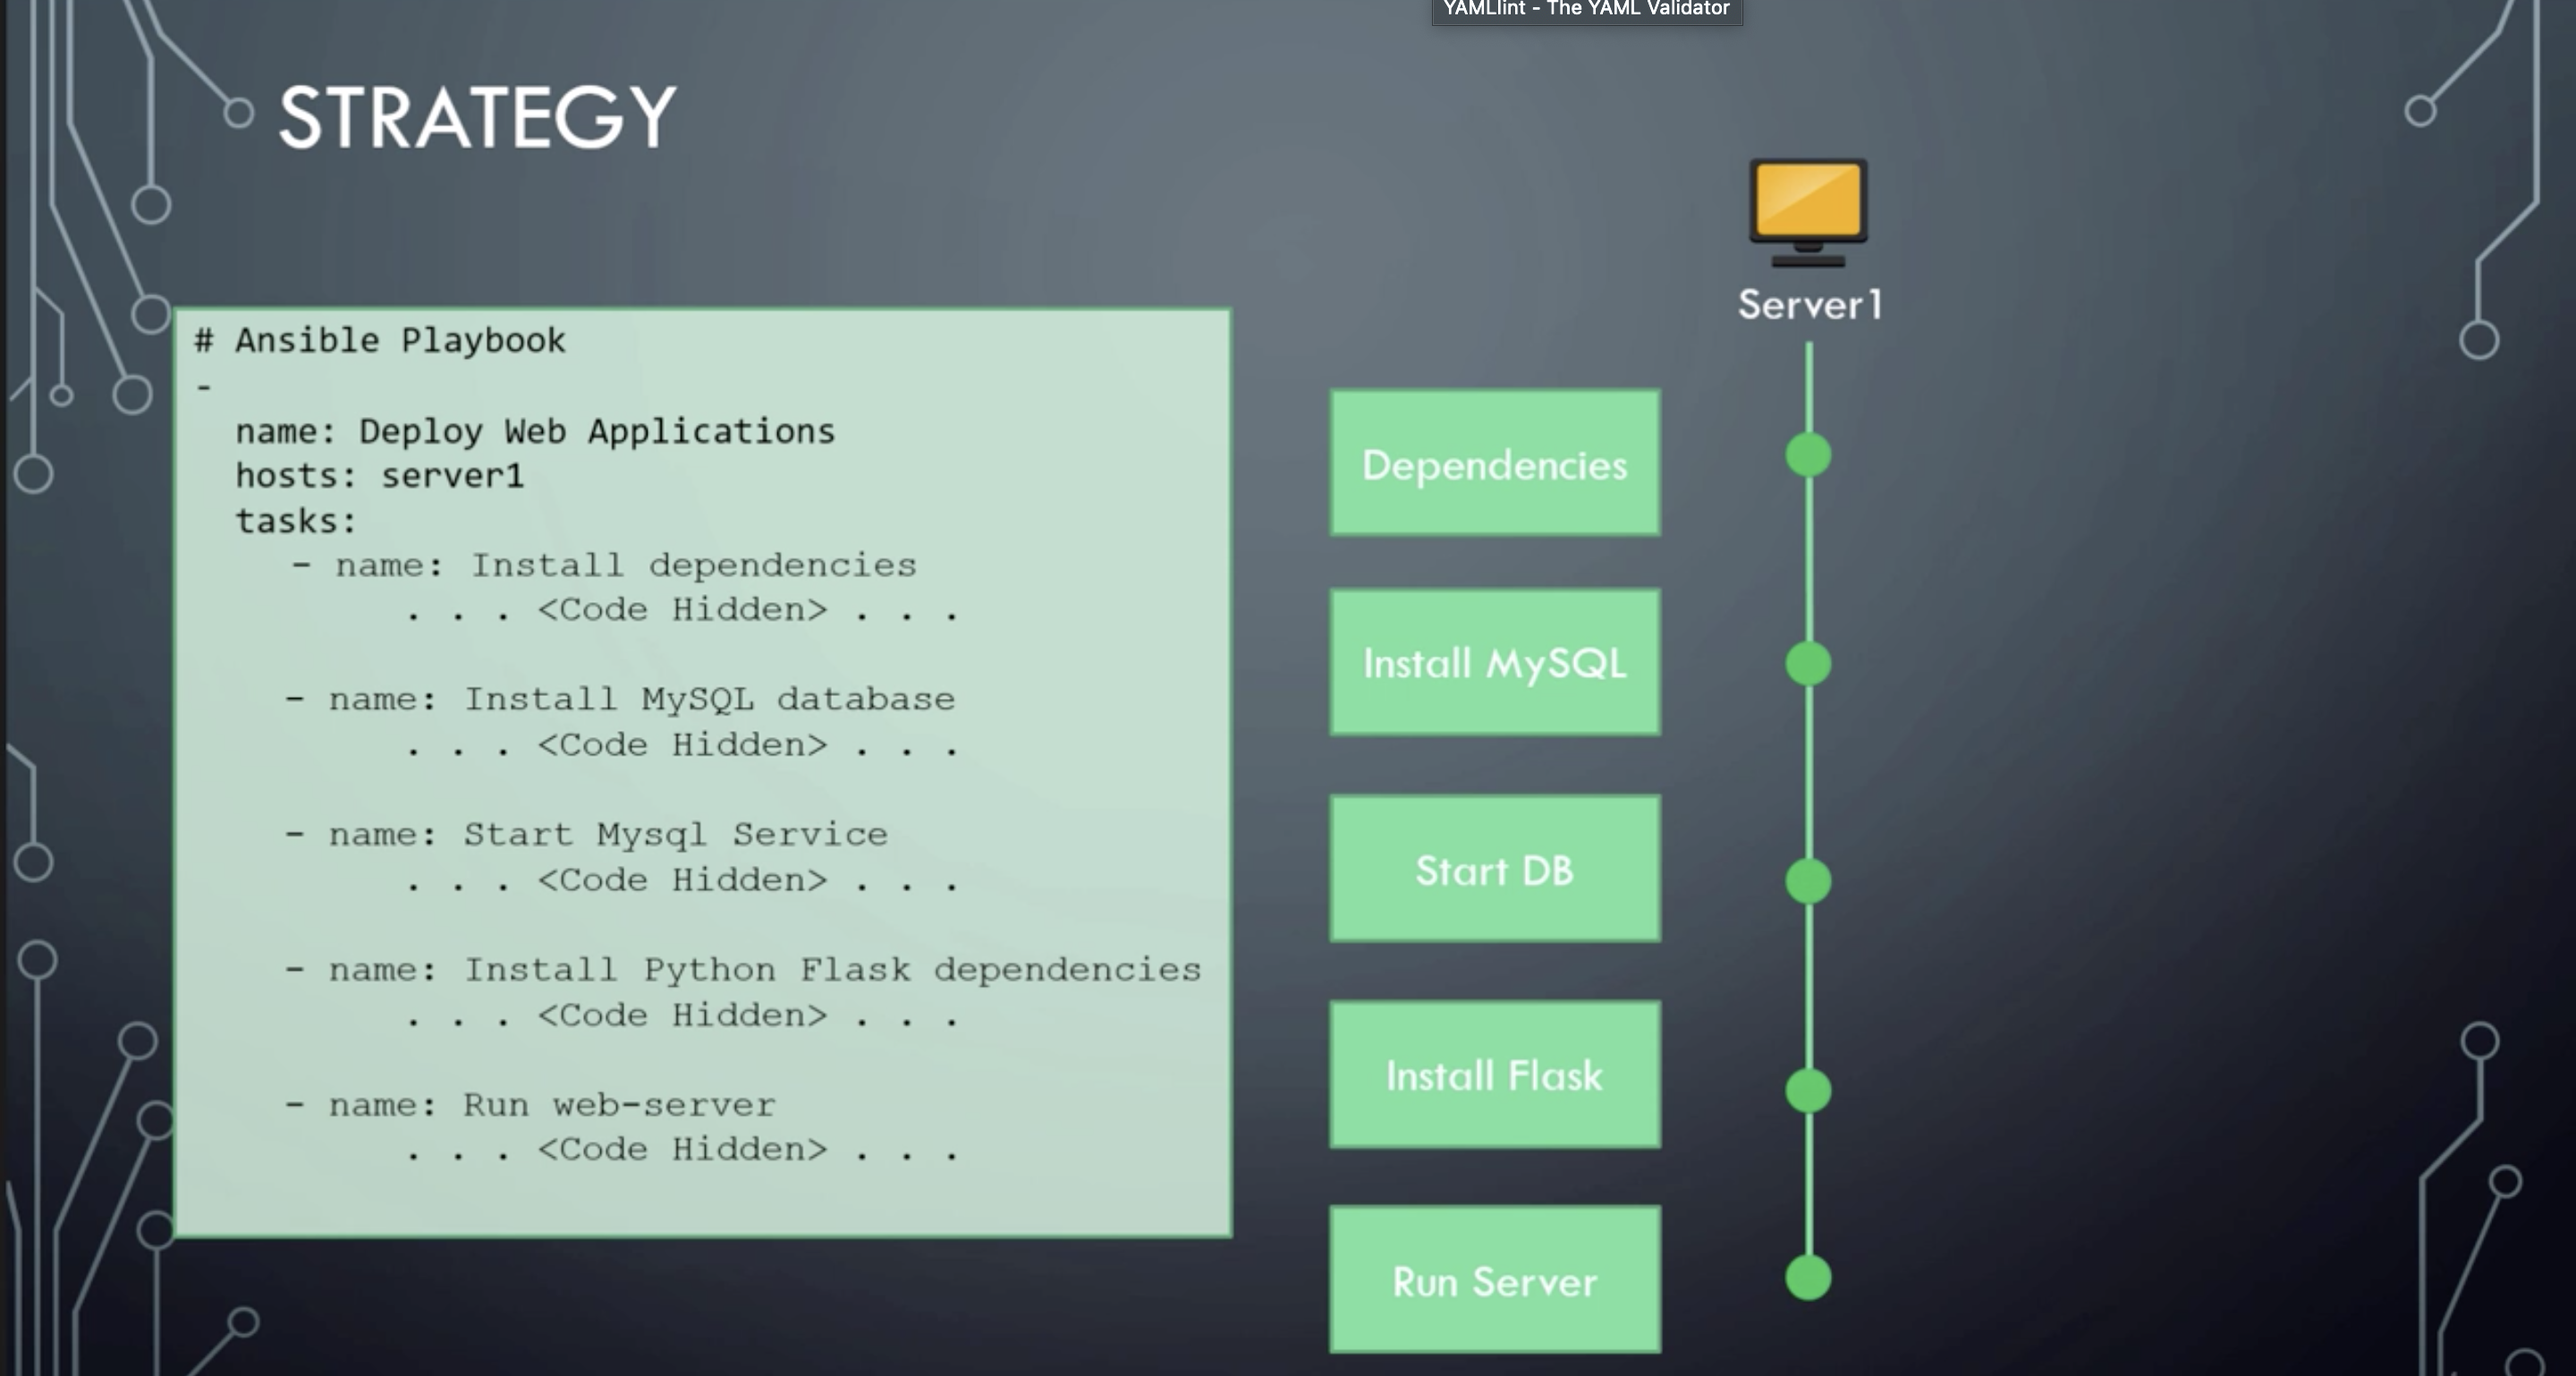 YAMLlint - The YAML Validator
STRATEGY
Server1
# Ansible Playbook
-
name: Deploy Web Applications
hosts: server1
tasks:
- name: Install dependencies
. . . <Code Hidden> . . .
- name: Install MySQL database
. . . <Code Hidden> . . .
- name: Start Mysql Service
. . . <Code Hidden> . . .
- name: Install Python Flask dependencies
. . . <Code Hidden> . . .
- name: Run web-server
. . . <Code Hidden> . . .
Dependencies
Install MySQL
Start DB
Install Flask
Run Server